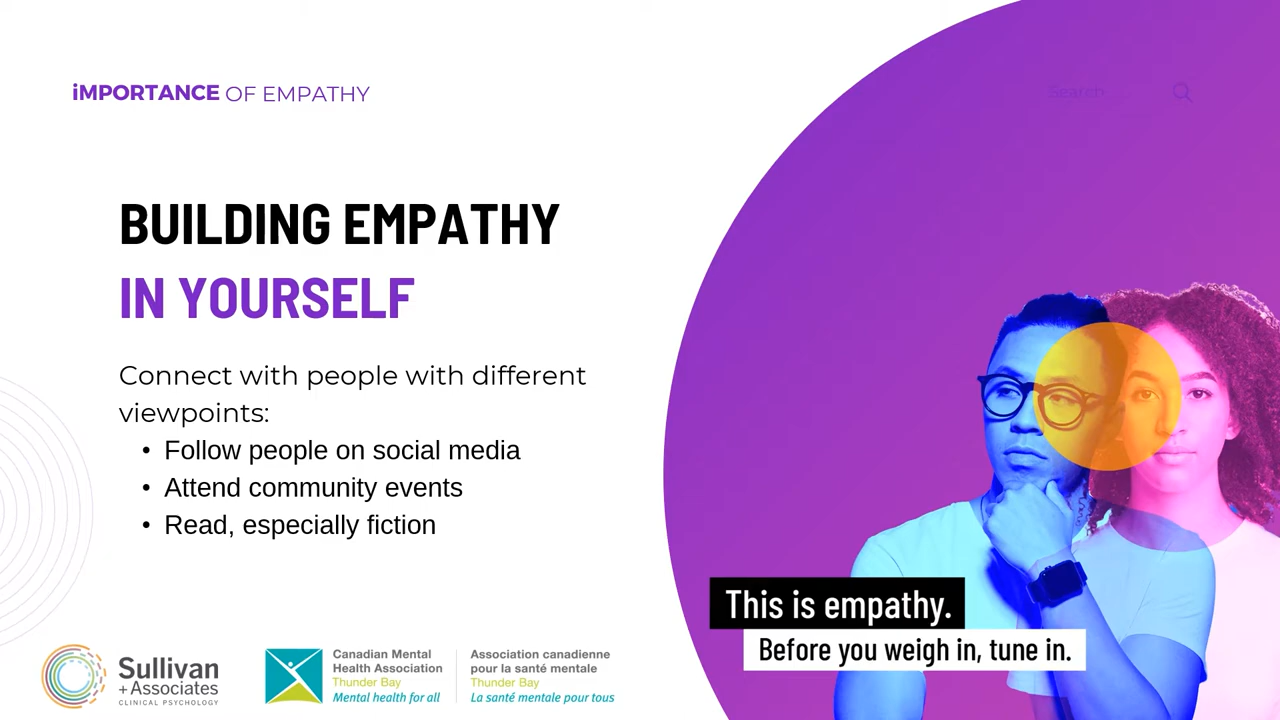 iMPORTANCE OF EMPATHY
Search
BUILDING EMPATHY
IN YOURSELF
Connect with people with different
viewpoints:
• Follow people on social media
• Attend community events
• Read, especially fiction
This is empathy.
Before you weigh in, tune in.
Sullivan
+Associates
CLINICAL PSYCHOLOGY
Canadian Mental
Health Association
Thunder Bay
Mental health for all
Association canadienne
pour la santé mentale
Thunder Bay
La santé mentale pour tous